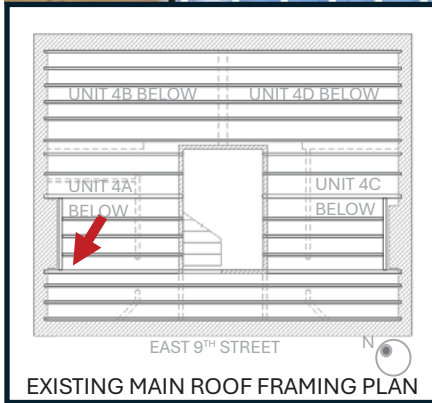 UNIT 4B BELOW UNIT 4D BELOW
UNIT 4A UNIT 4C
BELOW BELOW
EAST 9TH STREET
N
EXISTING MAIN ROOF FRAMING PLAN